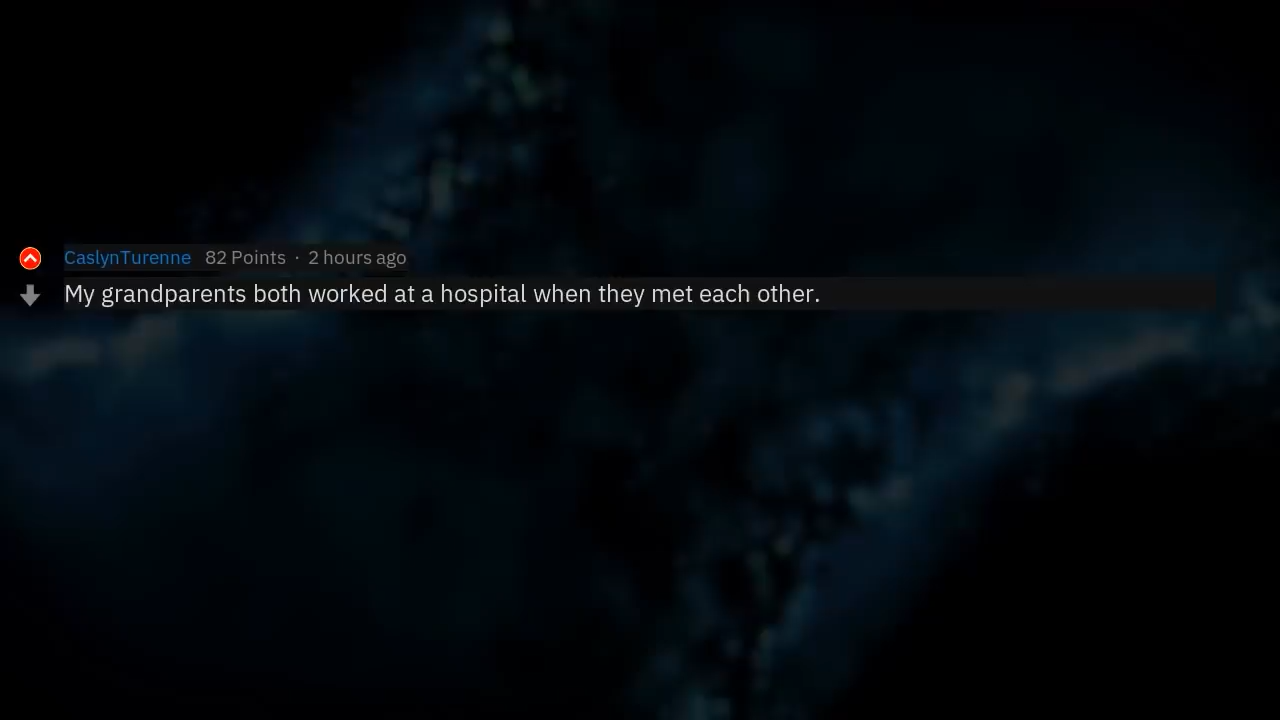 CaslynTurenne 82 Points · 2 hours ago
My grandparents both worked at a hospital when they met each other.